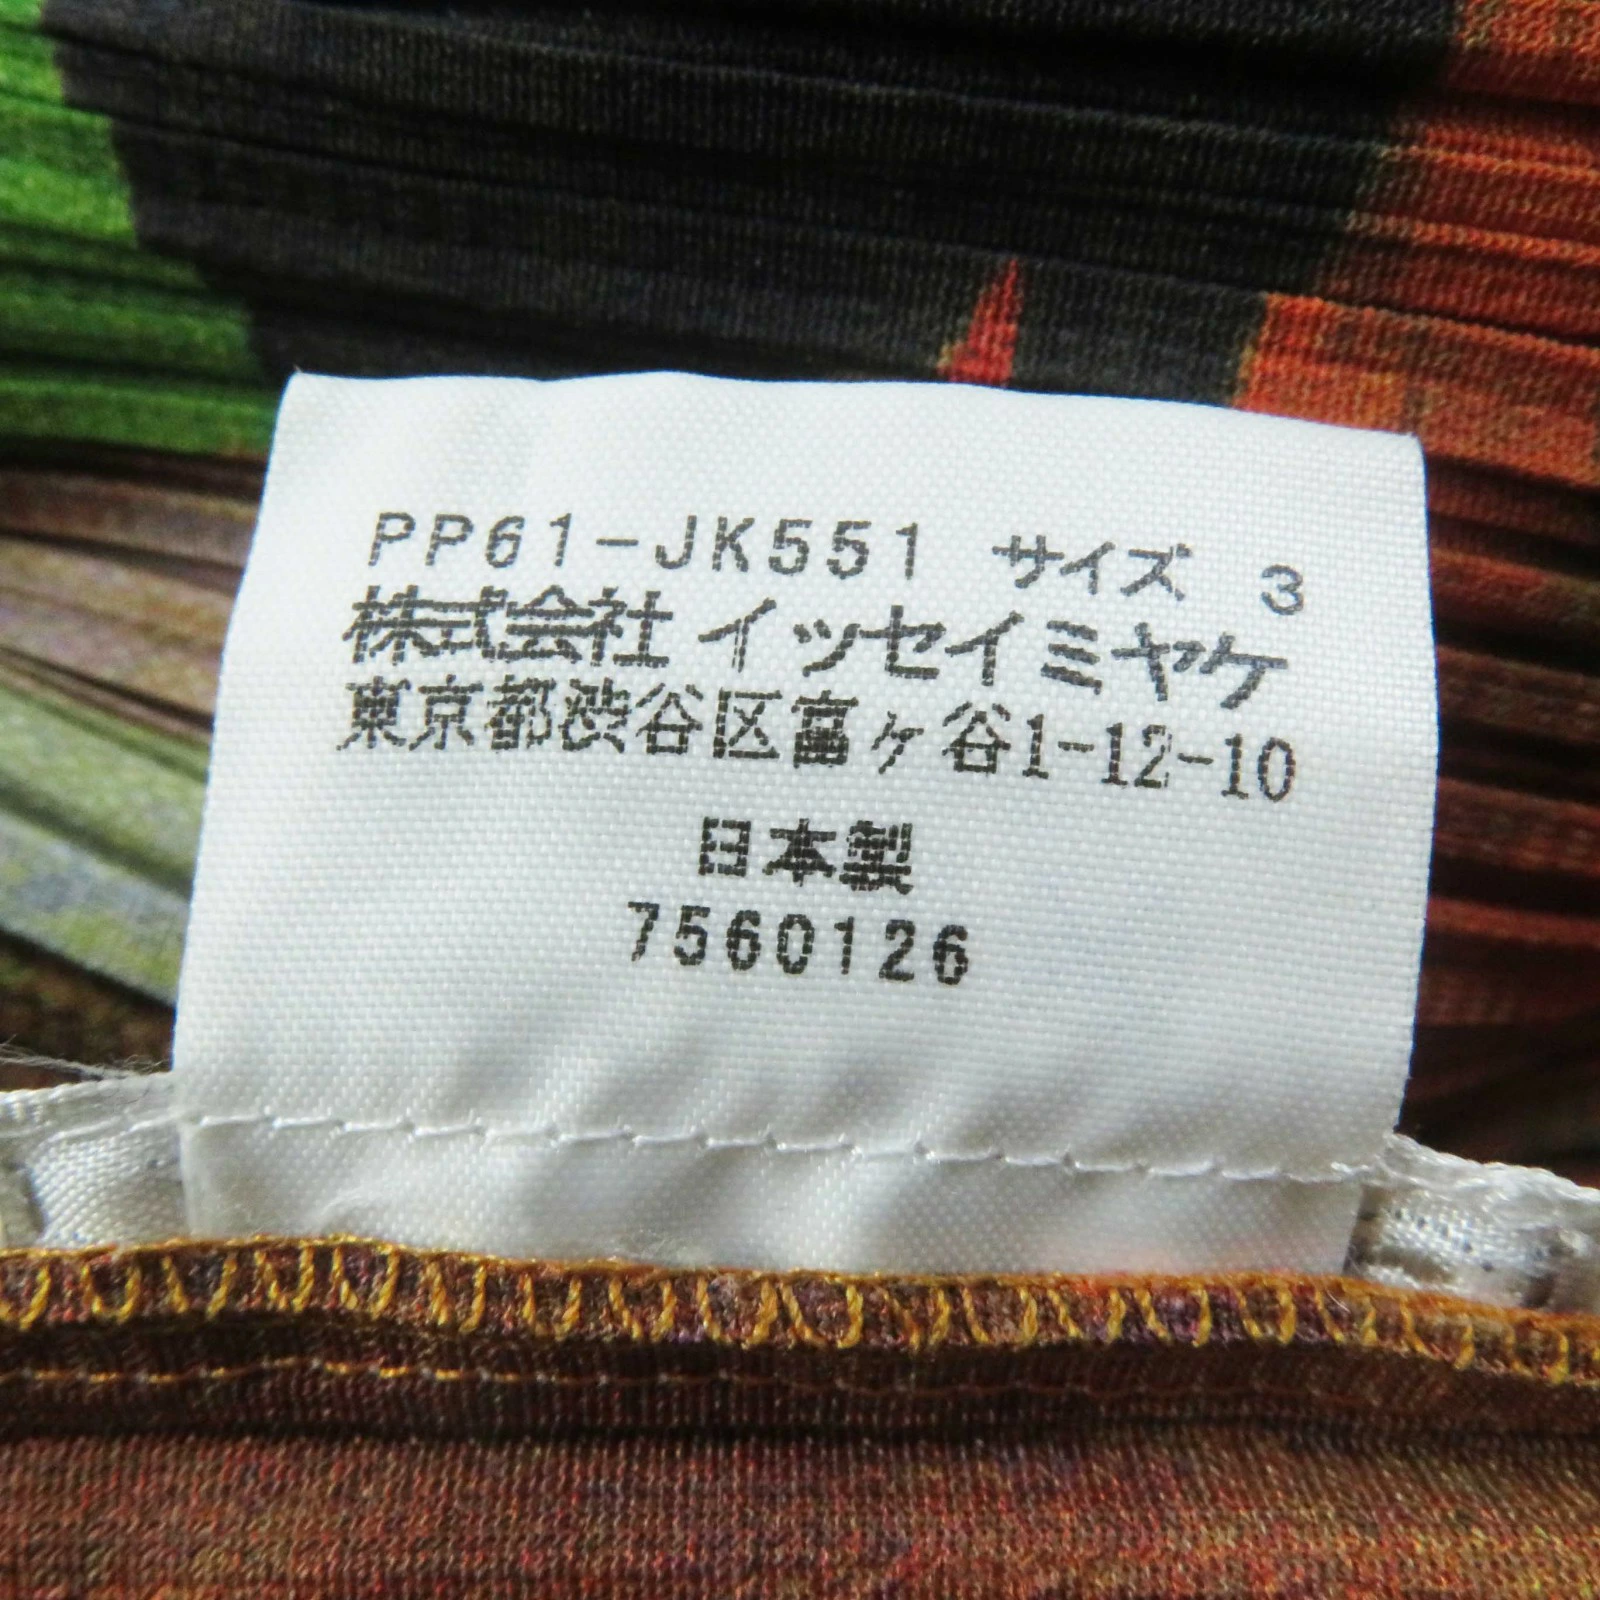 PP61-JK551 サイズ 3
株式会社イッセイミヤケ
東京都渋谷区富ヶ谷1-12-10
日本製
7560126